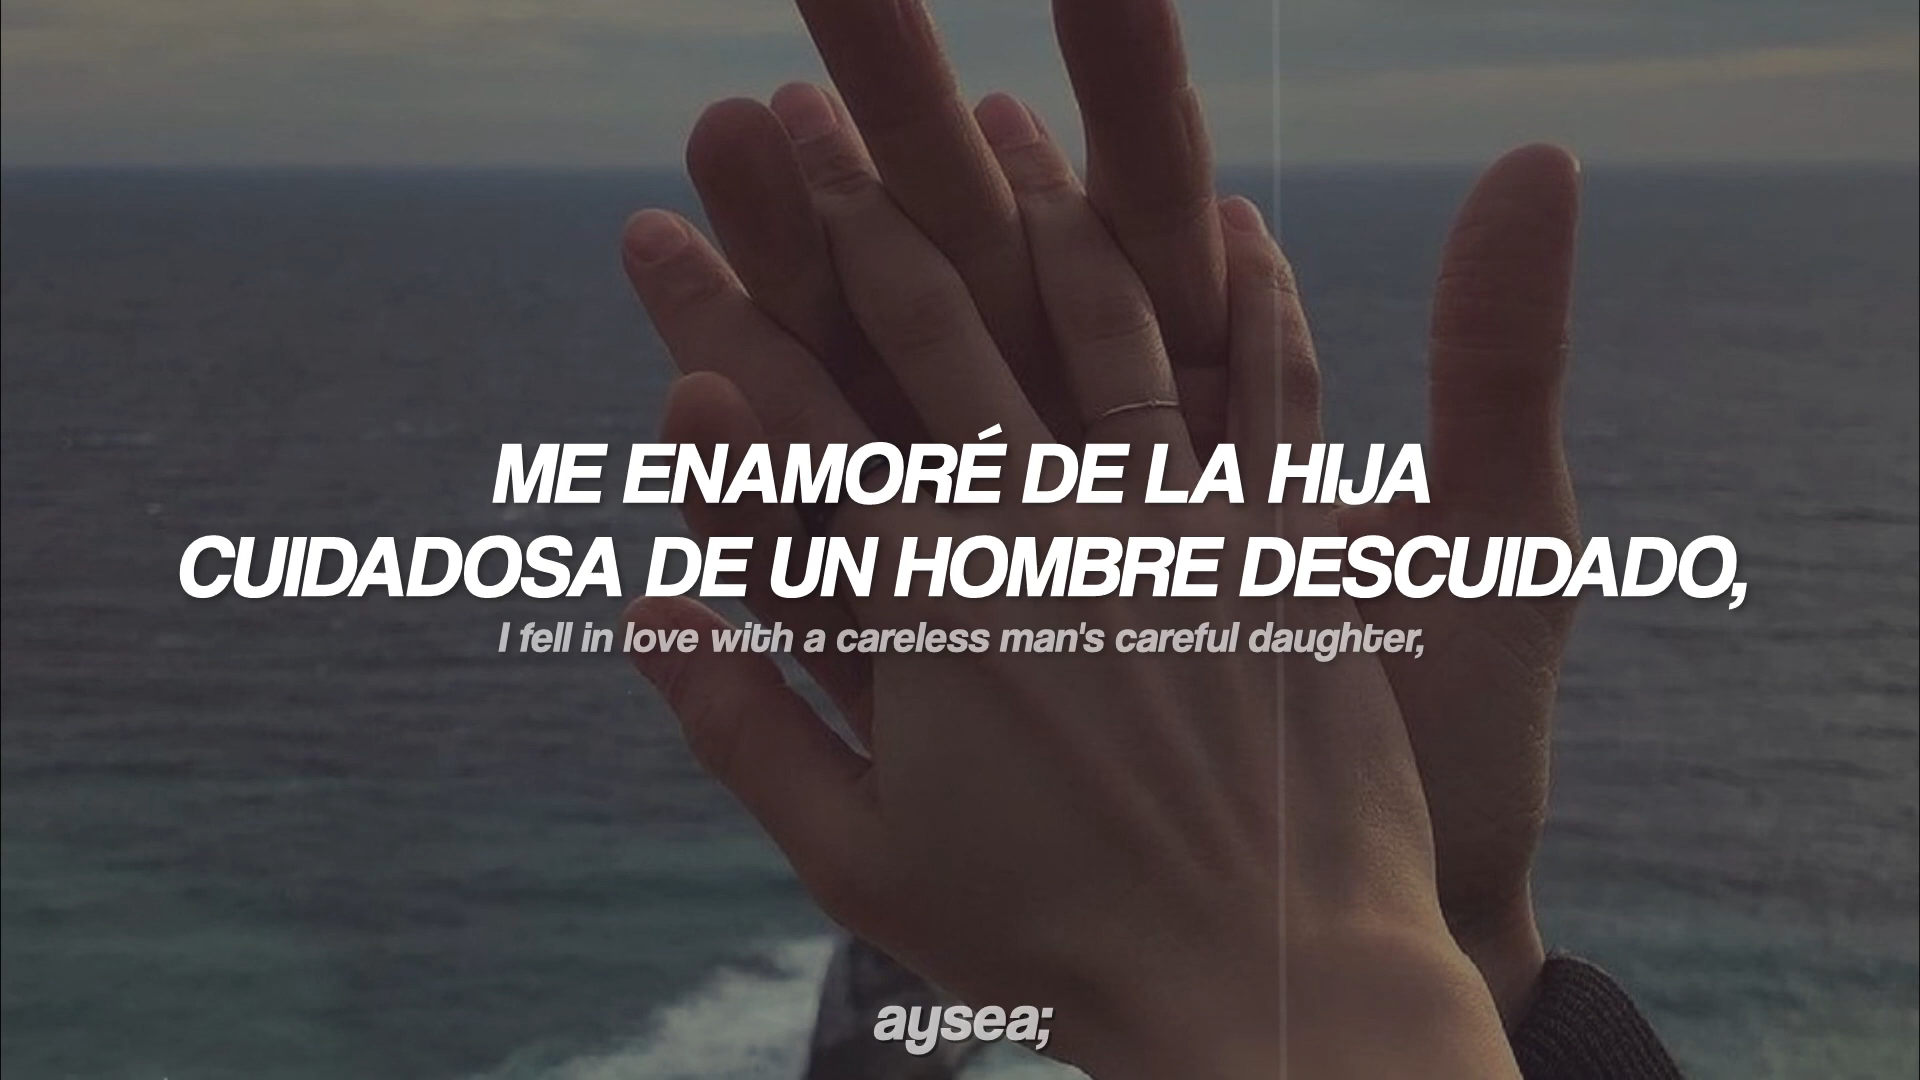 ME ENAMORÉ DE LA HIJA
CUIDADOSA DE UN HOMBRE DESCUIDADO,
I fell in love with a careless man's careful daughter,
aysea;